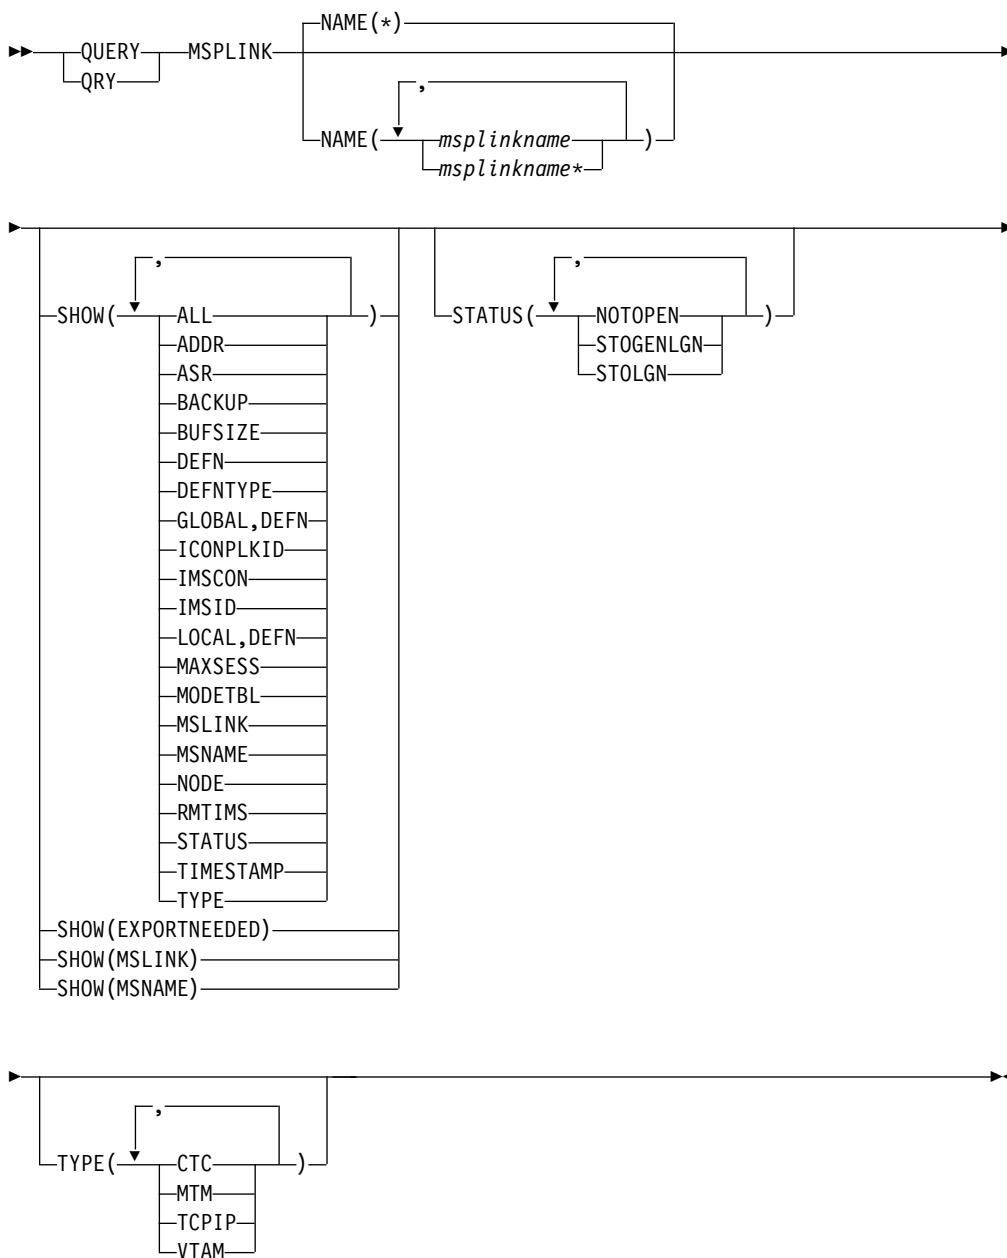 NAME(*)
QUERY MSPLINK
QRY
,
NAME( msplinkname )
msplinkname*
, ,
SHOW( ALL ) STATUS( NOTOPEN )
ADDR STOGENLGN
ASR STOLGN
BACKUP
BUFSIZE
DEFN
DEFNTYPE
GLOBAL,DEFN
ICONPLKID
IMSCON
IMSID
LOCAL,DEFN
MAXSESS
MODETBL
MSLINK
MSNAME
NODE
RMTIMS
STATUS
TIMESTAMP
TYPE
SHOW(EXPORTNEEDED)
SHOW(MSLINK)
SHOW(MSNAME)
,
TYPE( CTC )
MTM
TCPIP
VTAM